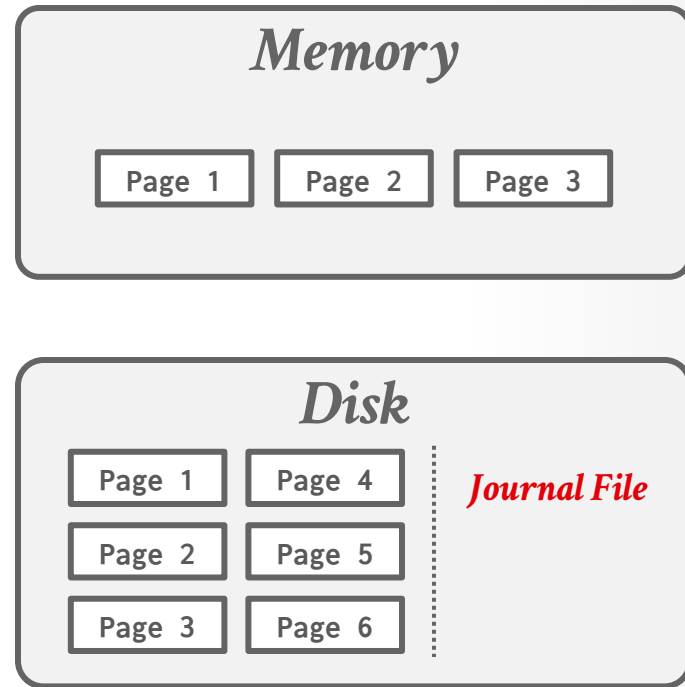 Memory
Page 1 Page 2 Page 3
Disk
Page 1 Page 4
Journal File
Page 2 Page 5
Page 3 Page 6